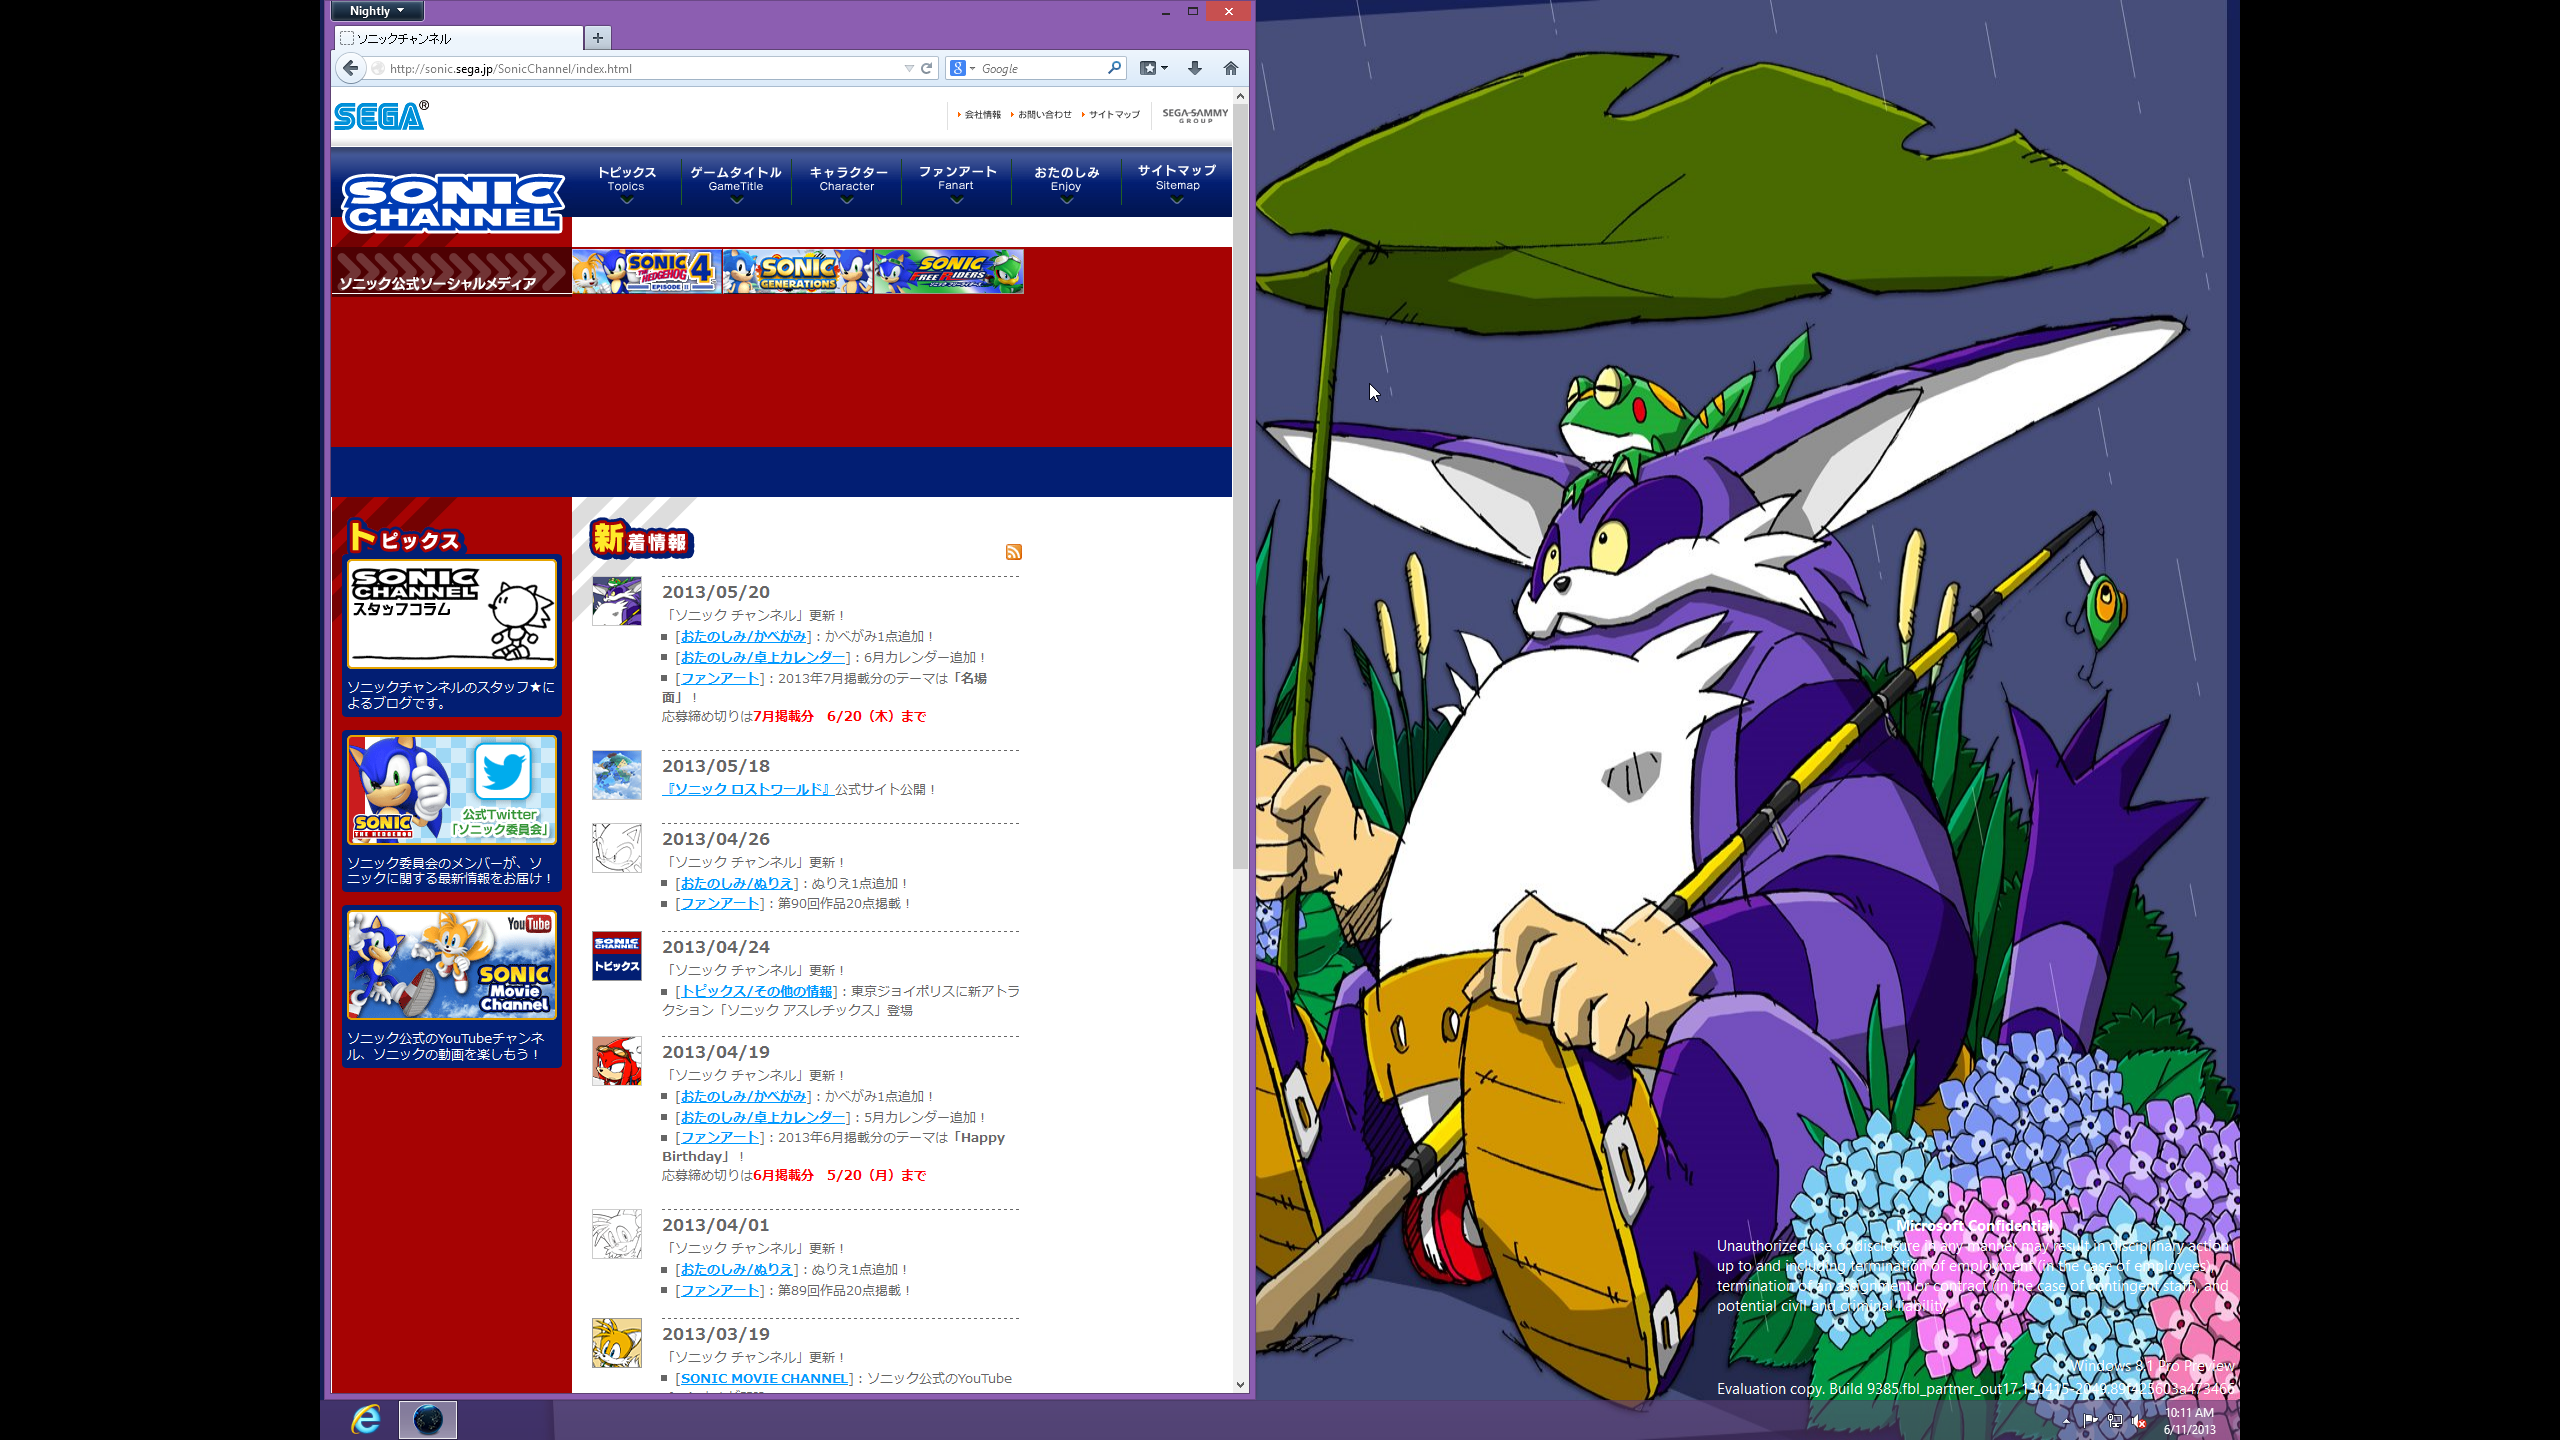 Nightly
ソニックチャンネル
http://sonic.sega.jp/SonicChannel/index.html
Google
SEGA®
会社情報
お問い合わせ
サイトマップ
SEGA SAMMY
GROUP
SONIC
CHANNEL
トピックス
Topics
ゲームタイトル
GameTitle
キャラクター
Character
ファンアート
Fanart
おたのしみ
Enjoy
サイトマップ
Sitemap
ソニック公式ソーシャルメディア
SONIC
THE HEDGEHOG 4
EPISODE II
SONIC
GENERATIONS
SONIC
FREE RIDERS
トピックス
SONIC
CHANNEL
スタッフコラム
ソニックチャンネルのスタッフ★に
よるブログです。
SONIC
THE HEDGEHOG
公式Twitter
「ソニック委員会」
ソニック委員会のメンバーが、ソ
ニックに関する最新情報をお届け！
YouTube
SONIC
Movie
Channel
ソニック公式のYouTubeチャンネ
ル、ソニックの動画を楽しもう！
新着情報
2013/05/20
「ソニック チャンネル」更新！
[おたのしみ/かべがみ]：かべがみ1点追加！
[おたのしみ/卓上カレンダー]：6月カレンダー追加！
[ファンアート]：2013年7月掲載分のテーマは「名場
面」！
応募締め切りは7月掲載分　6/20（木）まで
2013/05/18
『ソニック ロストワールド』公式サイト公開！
2013/04/26
「ソニック チャンネル」更新！
[おたのしみ/ぬりえ]：ぬりえ1点追加！
[ファンアート]：第90回作品20点掲載！
SONIC
CHANNEL
トピックス
2013/04/24
「ソニック チャンネル」更新！
[トピックス/その他の情報]：東京ジョイポリスに新アトラ
クション「ソニック アスレチックス」登場
2013/04/19
「ソニック チャンネル」更新！
[おたのしみ/かべがみ]：かべがみ1点追加！
[おたのしみ/卓上カレンダー]：5月カレンダー追加！
[ファンアート]：2013年6月掲載分のテーマは「Happy
Birthday」！
応募締め切りは6月掲載分　5/20（月）まで
2013/04/01
「ソニック チャンネル」更新！
[おたのしみ/ぬりえ]：ぬりえ1点追加！
[ファンアート]：第89回作品20点掲載！
2013/03/19
「ソニック チャンネル」更新！
[SONIC MOVIE CHANNEL]：ソニック公式のYouTube
Microsoft Confidential
Unauthorized use or disclosure in any manner may result in disciplinary action
up to and including termination of employment (in the case of employees),
termination of an assignment or contract (in the case of contingent staff), and
potential civil and criminal liability.
Windows 8.1 Pro Preview
Evaluation copy. Build 9385.fbl_partner_out17.130415-2049.89f425603a473466
10:11 AM
6/11/2013